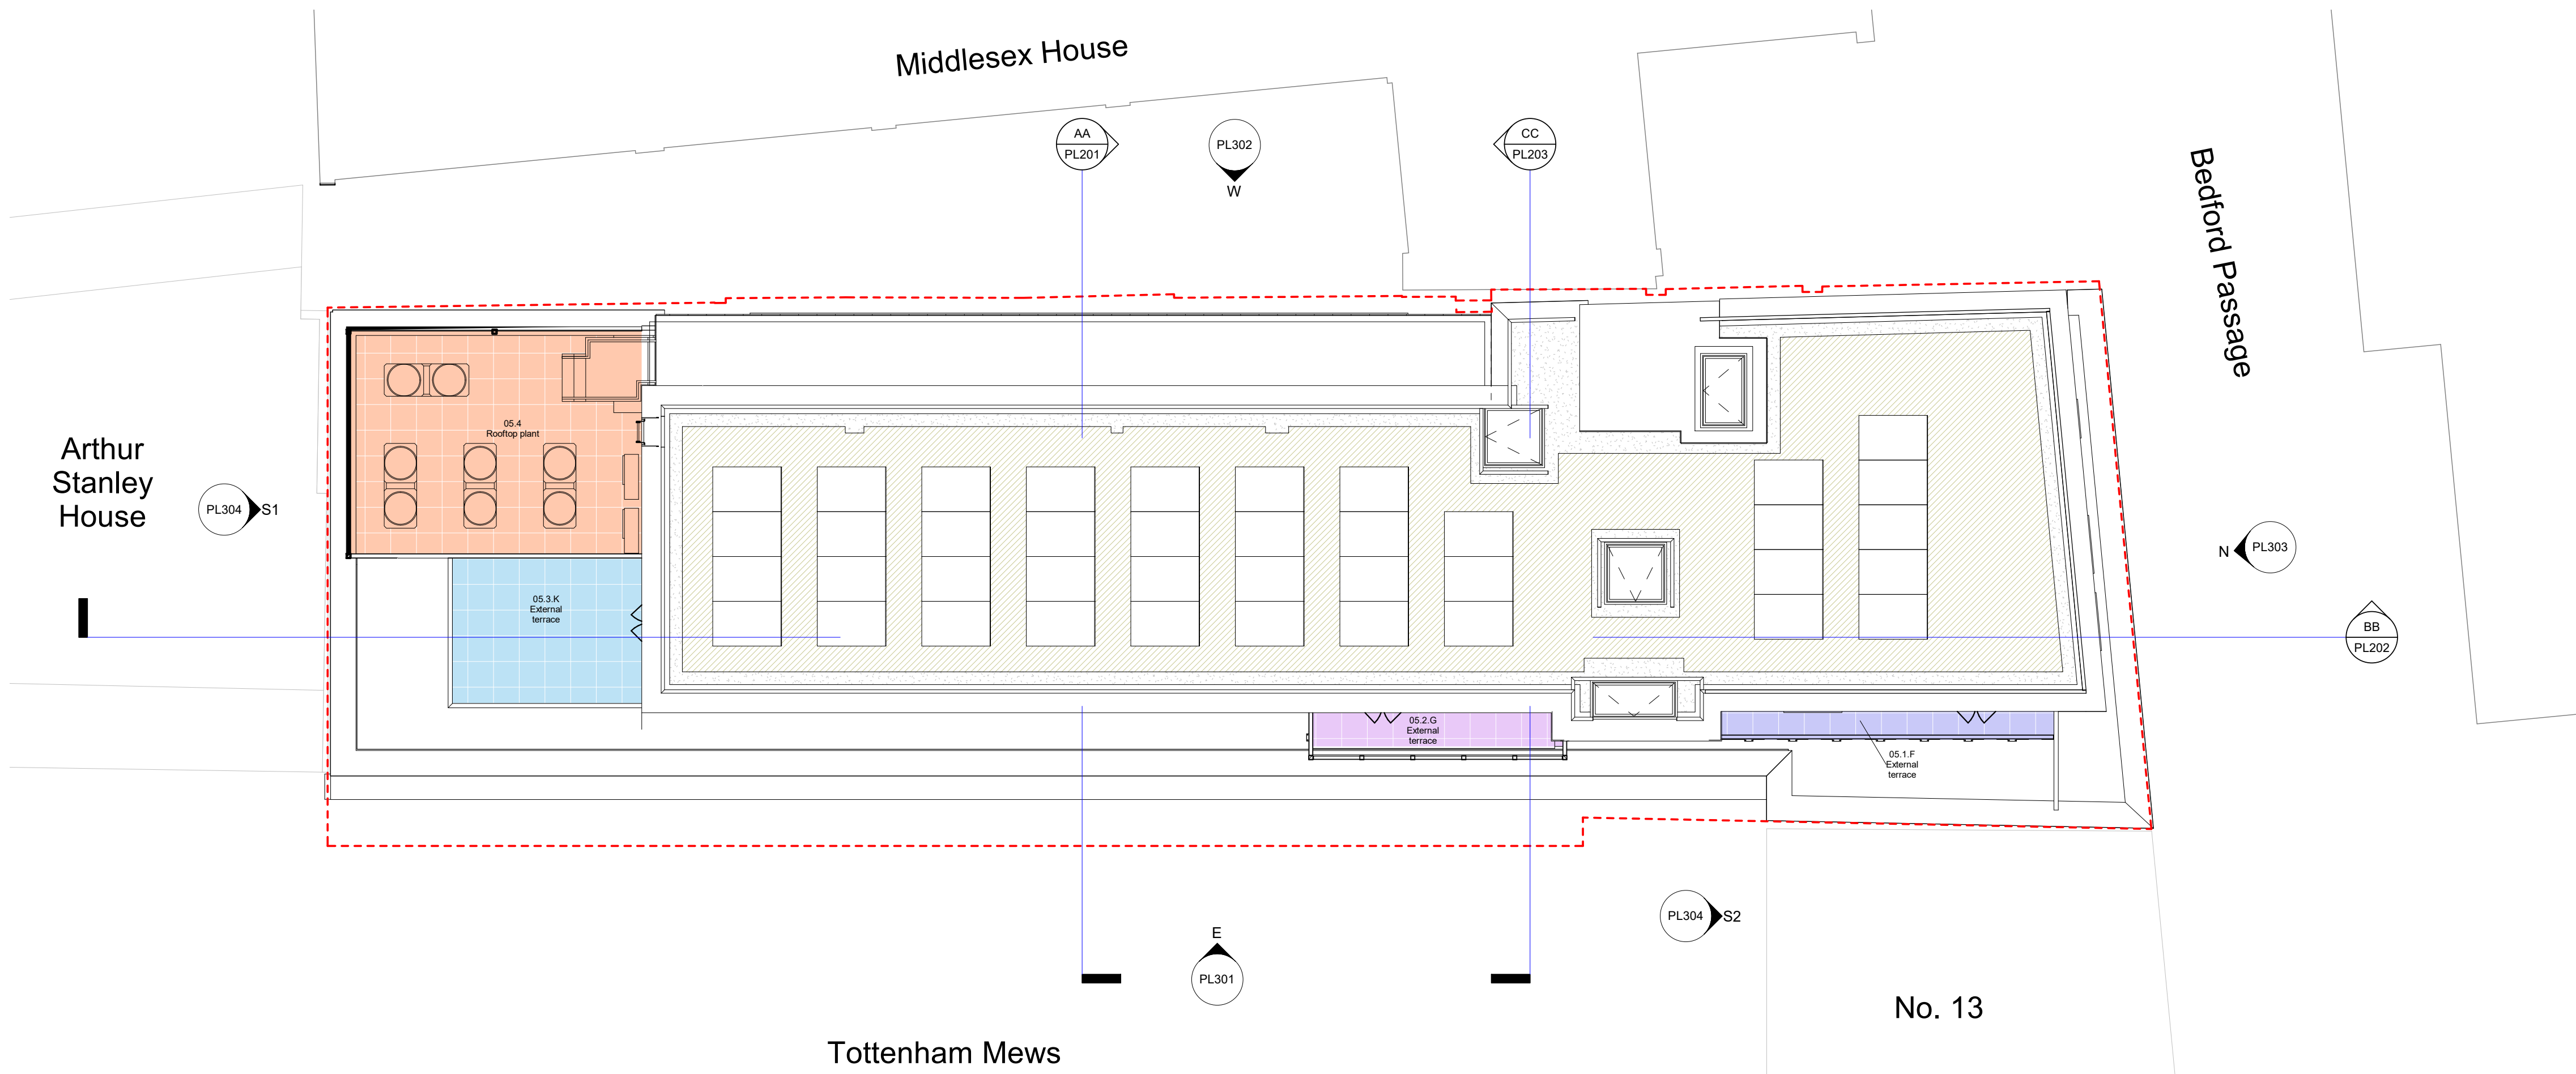 Middlesex House
AA
PL201
PL302
W
CC
PL203
Bedford Passage
Arthur
Stanley
House
PL304
S1
05.4
Rooftop plant
05.3.K
External
terrace
N
PL303
BB
PL202
05.2.G
External
terrace
05.1.F
External
terrace
PL304
S2
E
PL301
No. 13
Tottenham Mews